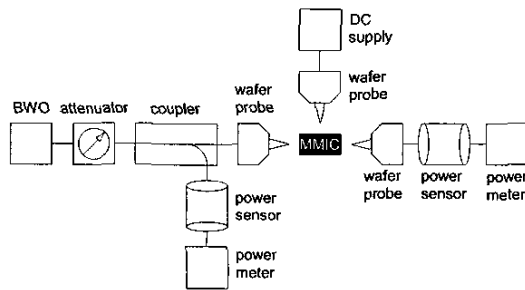 DC
supply
wafer
probe
BWO
attenuator
coupler
wafer
probe
MMIC
wafer
probe
power
sensor
power
meter
power
sensor
power
meter